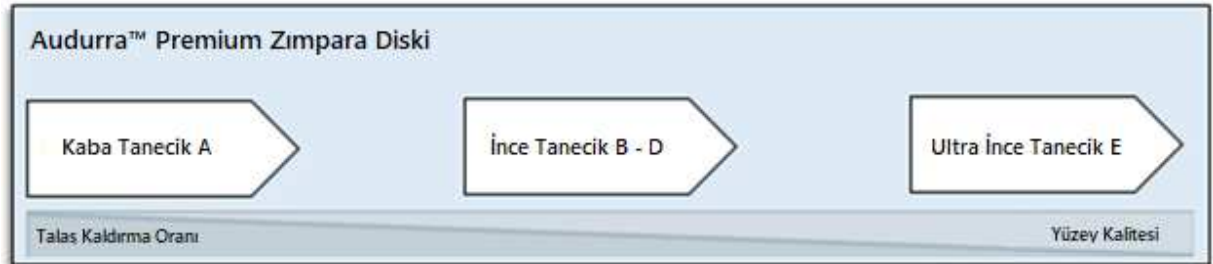 Audurra™ Premium Zımpara Diski
Kaba Tanecik A
İnce Tanecik B - D
Ultra İnce Tanecik E
Talaş Kaldırma Oranı
Yüzey Kalitesi